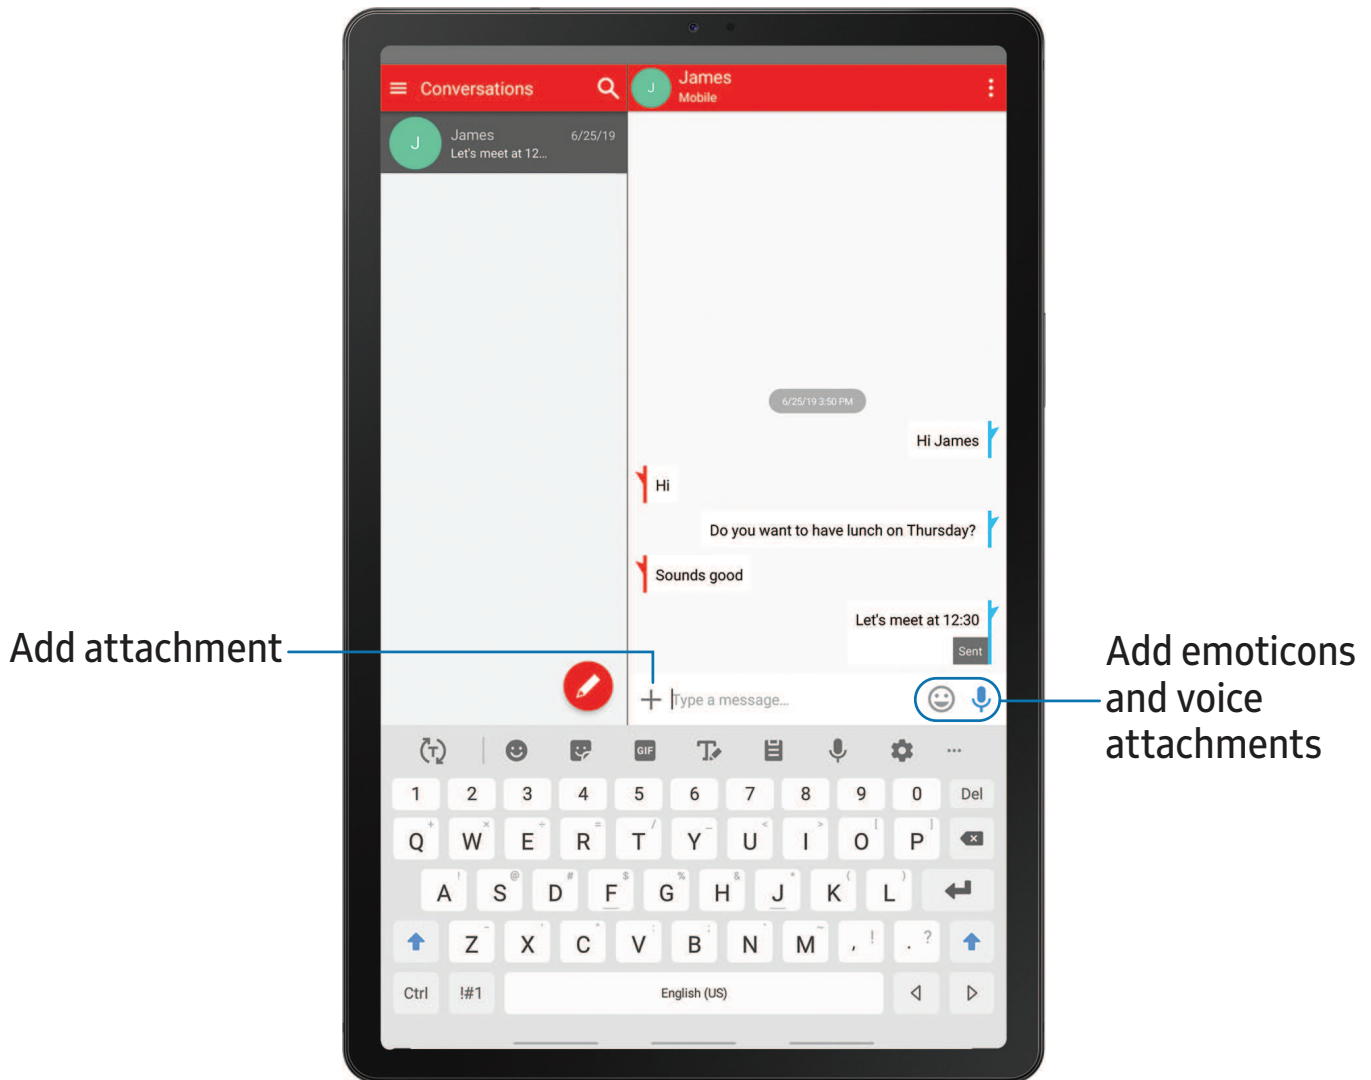 Conversations
James
Mobile
J
J
James 6/25/19
Let's meet at 12...
6/25/19 3:50 PM
Hi James
Hi
Do you want to have lunch on Thursday?
Sounds good
Let's meet at 12:30
Sent
Add attachment
Add emoticons
and voice
attachments
Type a message...
T GIF T ...
1 2 3 4 5 6 7 8 9 0 Del
Q + W × E ÷ R = T / Y _ U < I > O [ P ]
A ! S @ D # F $ G % H & J * K ( L )
Z - X ' C " V : B ; N ' M ~ , ! . ?
Ctrl !#1 English (US)